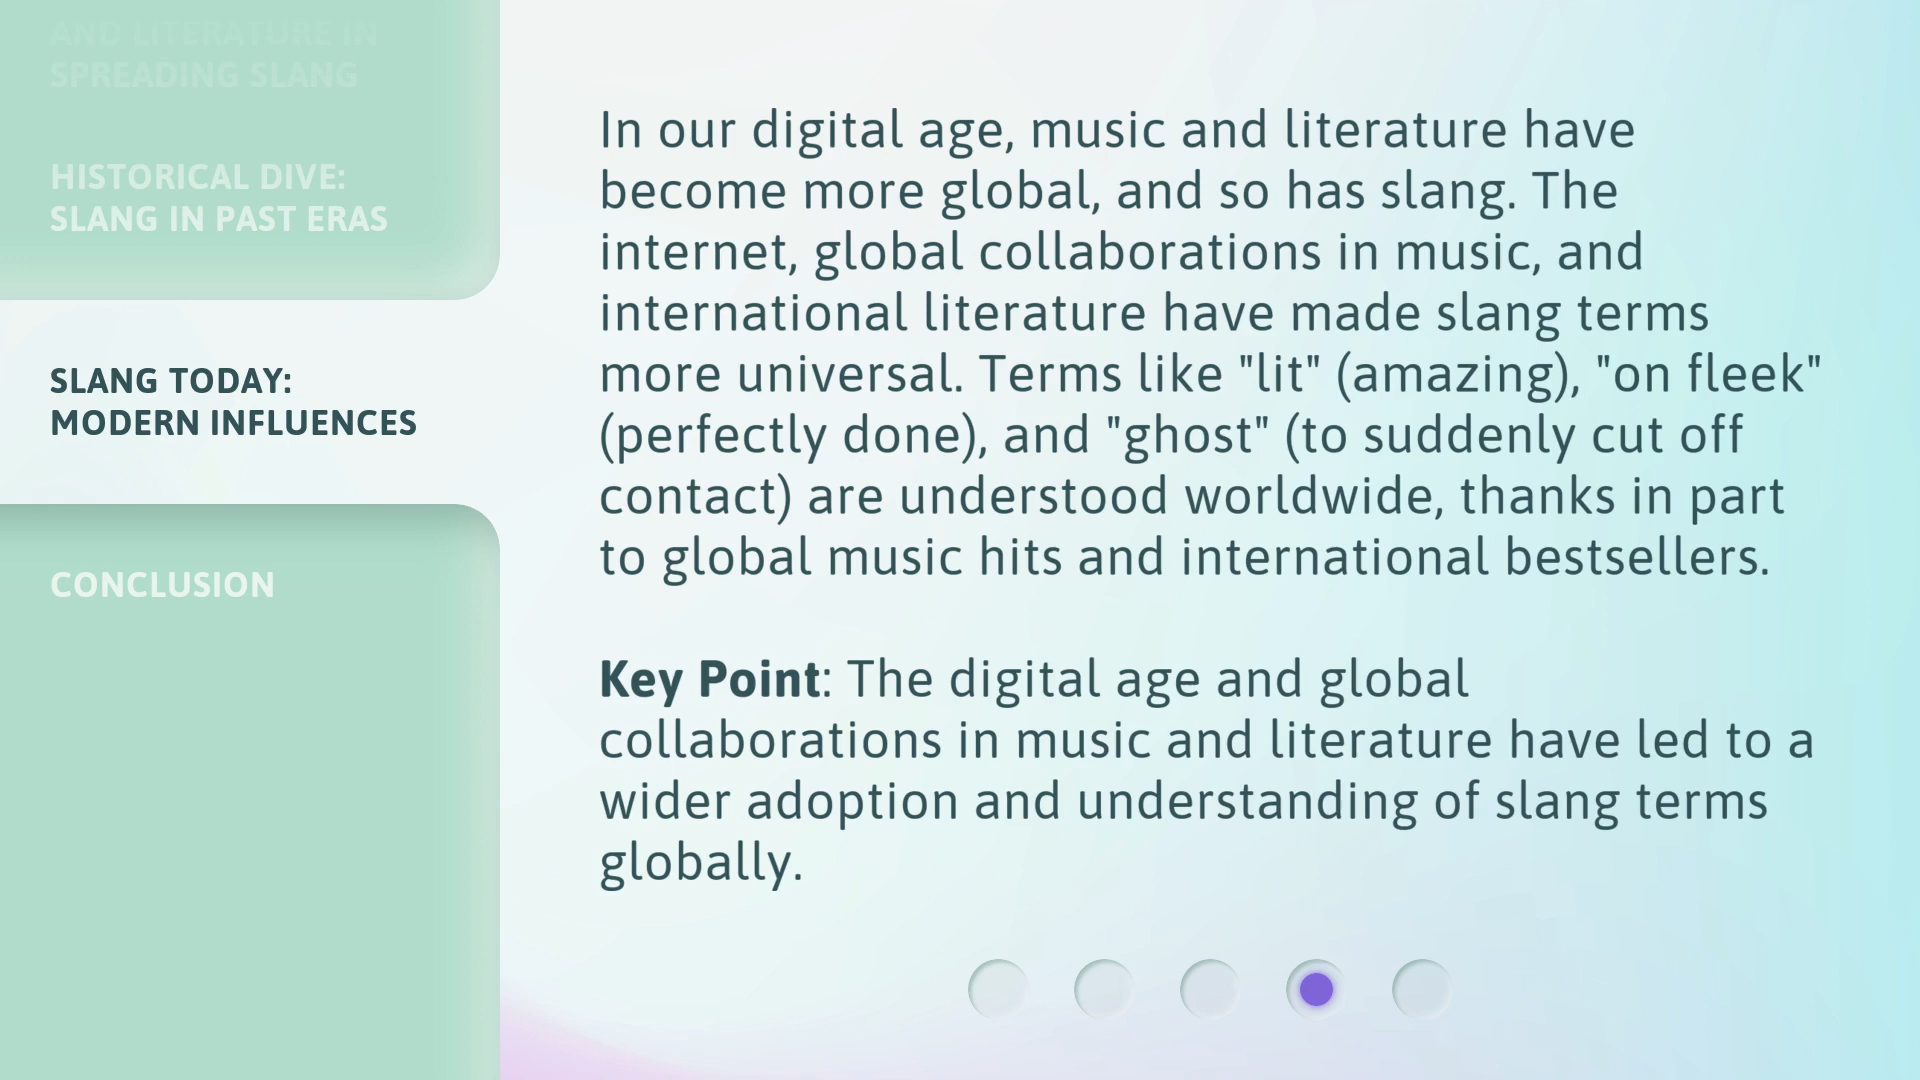 AND LITERATURE IN
SPREADING SLANG
HISTORICAL DIVE:
SLANG IN PAST ERAS
SLANG TODAY:
MODERN INFLUENCES
CONCLUSION
In our digital age, music and literature have
become more global, and so has slang. The
internet, global collaborations in music, and
international literature have made slang terms
more universal. Terms like "lit" (amazing), "on fleek"
(perfectly done), and "ghost" (to suddenly cut off
contact) are understood worldwide, thanks in part
to global music hits and international bestsellers.
Key Point: The digital age and global
collaborations in music and literature have led to a
wider adoption and understanding of slang terms
globally.